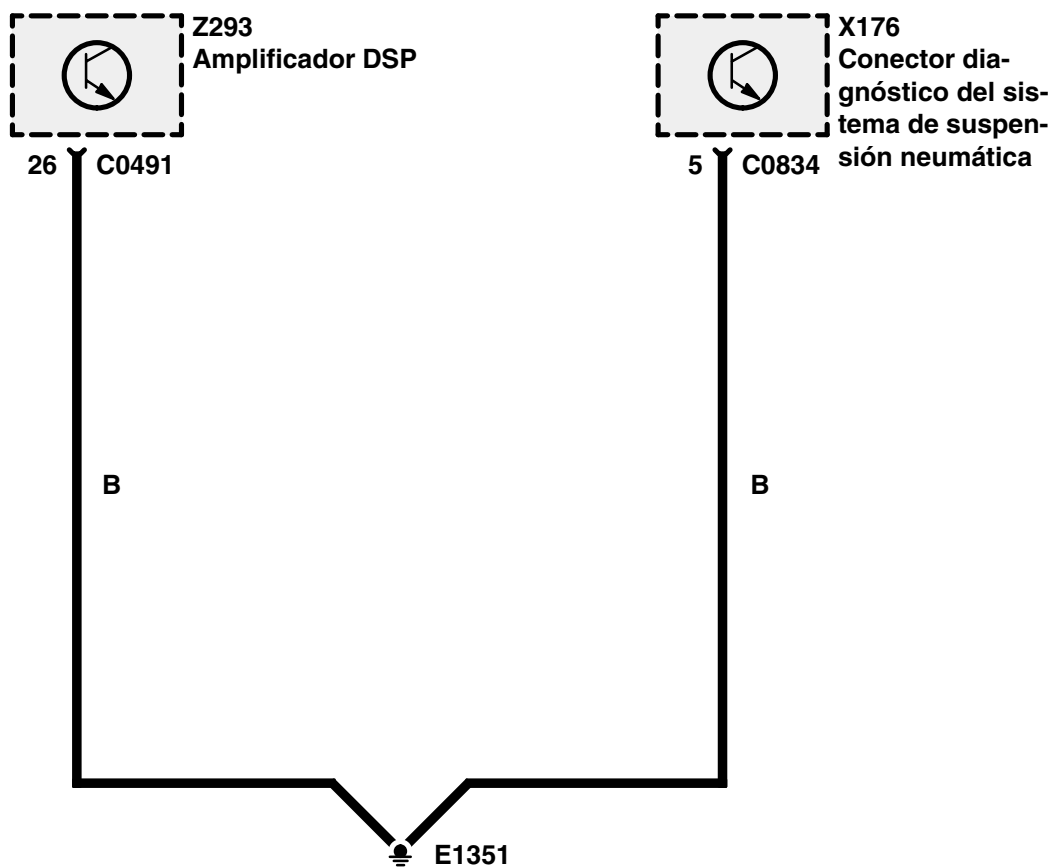 Z293
Amplificador DSP
26 C0491
X176
Conector dia-
gnóstico del sis-
tema de suspen-
sión neumática
5 C0834
B
B
E1351